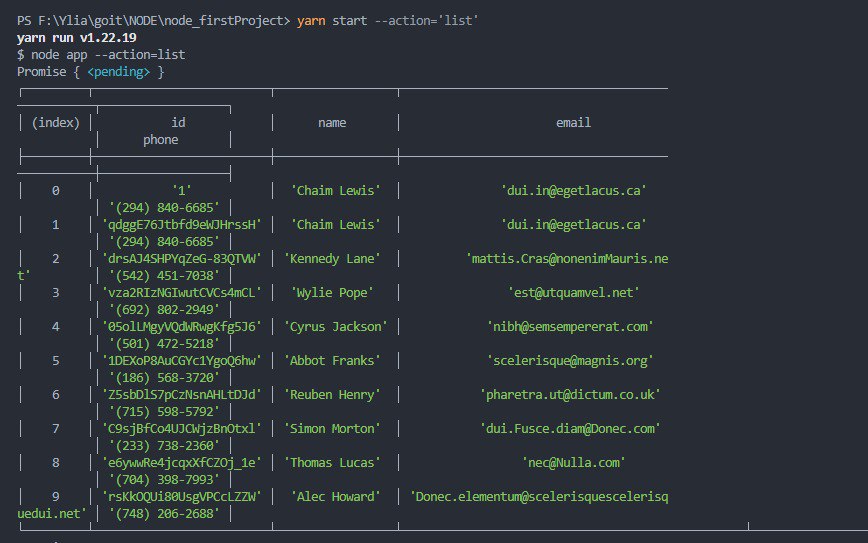 PS F:\Ylia\goit\NODE\node_firstProject> yarn start --action='list'
yarn run v1.22.19
$ node app --action=list
Promise { <pending> }
(index) │ id │ name │ email
│ phone │
│ 0 │ '1' │ 'Chaim Lewis' │ 'dui.in@egetlacus.ca'
│ '(294) 840-6685' │
│ 1 │ 'qdggE76Jtbfd9eWJHrssH' │ 'Chaim Lewis' │ 'dui.in@egetlacus.ca'
│ '(294) 840-6685' │
│ 2 │ 'drsAJ4SHPYqZeG-83QTVW' │ 'Kennedy Lane' │ 'mattis.Cras@nonenimMauris.ne
t' │ '(542) 451-7038' │
│ 3 │ 'vza2RIzNGIwutCVCs4mCL' │ 'Wylie Pope' │ 'est@utquamvel.net'
│ '(692) 802-2949' │
│ 4 │ '05olLMgyVQdWRwgKfg5J6' │ 'Cyrus Jackson' │ 'nibh@semsempererat.com'
│ '(501) 472-5218' │
│ 5 │ '1DEXoP8AuCGYc1YgoQ6hw' │ 'Abbot Franks' │ 'scelerisque@magnis.org'
│ '(186) 568-3720' │
│ 6 │ 'Z5sbDlS7pCzNsnAHLtDJd' │ 'Reuben Henry' │ 'pharetra.ut@dictum.co.uk'
│ '(715) 598-5792' │
│ 7 │ 'C9sjBfCo4UJCWjzBnOtxl' │ 'Simon Morton' │ 'dui.Fusce.diam@Donec.com'
│ '(233) 738-2360' │
│ 8 │ 'e6ywwRe4jcqxXfCZOj_1e' │ 'Thomas Lucas' │ 'nec@Nulla.com'
│ '(704) 398-7993' │
│ 9 │ 'rsKkOQUi80UsgVPCcLZZW' │ 'Alec Howard' │ 'Donec.elementum@scelerisquescelerisq
uedui.net' │ '(748) 206-2688' │